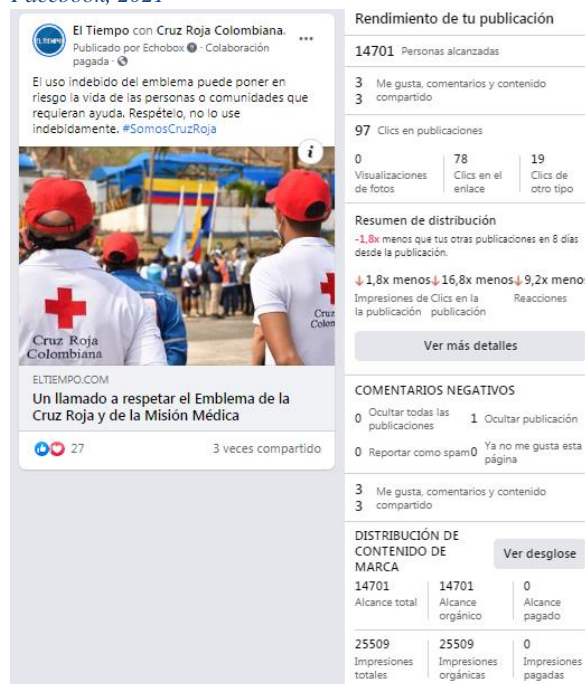 Facebook, 2021
El Tiempo con Cruz Roja Colombiana.
Publicado por Echobox · Colaboración
pagada ·
El uso indebido del emblema puede poner en
riesgo la vida de las personas o comunidades que
requieran ayuda. Respételo, no lo use
indebidamente. #SomosCruzRoja
EL TIEMPO
i
Cruz Roja
Colombiana
Cruz
Colom
ELTIEMPO.COM
Un llamado a respetar el Emblema de la
Cruz Roja y de la Misión Médica
27 3 veces compartido
Rendimiento de tu publicación
14701 Personas alcanzadas
3 Me gusta, comentarios y contenido
3 compartido
97 Clics en publicaciones
0 78 19
Visualizaciones Clics en el Clics de
de fotos enlace otro tipo
Resumen de distribución
-1,8x menos que tus otras publicaciones en 8 días
desde la publicación.
↓1,8x menos↓16,8x menos↓9,2x menos
Impresiones de Clics en la Reacciones
la publicación publicación
Ver más detalles
COMENTARIOS NEGATIVOS
0 Ocultar todas las publicaciones 1 Ocultar publicación
0 Reportar como spam 0 Ya no me gusta esta página
3 Me gusta, comentarios y contenido
3 compartido
DISTRIBUCIÓN DE
CONTENIDO DE
MARCA
Ver desglose
14701 14701 0
Alcance total Alcance Alcance
orgánico pagado
25509 25509 0
Impresiones Impresiones Impresiones
totales orgánicas pagadas